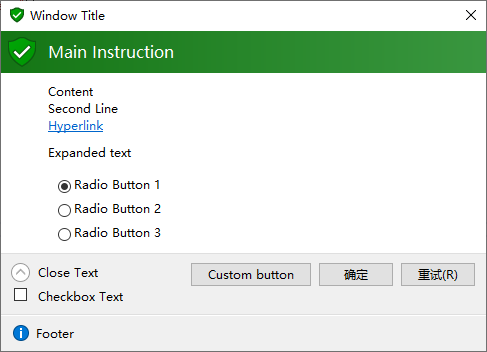 Window Title
Main Instruction
Content
Second Line
Hyperlink
Expanded text
Radio Button 1
Radio Button 2
Radio Button 3
Close Text
Custom button
确定
重试(R)
Checkbox Text
Footer